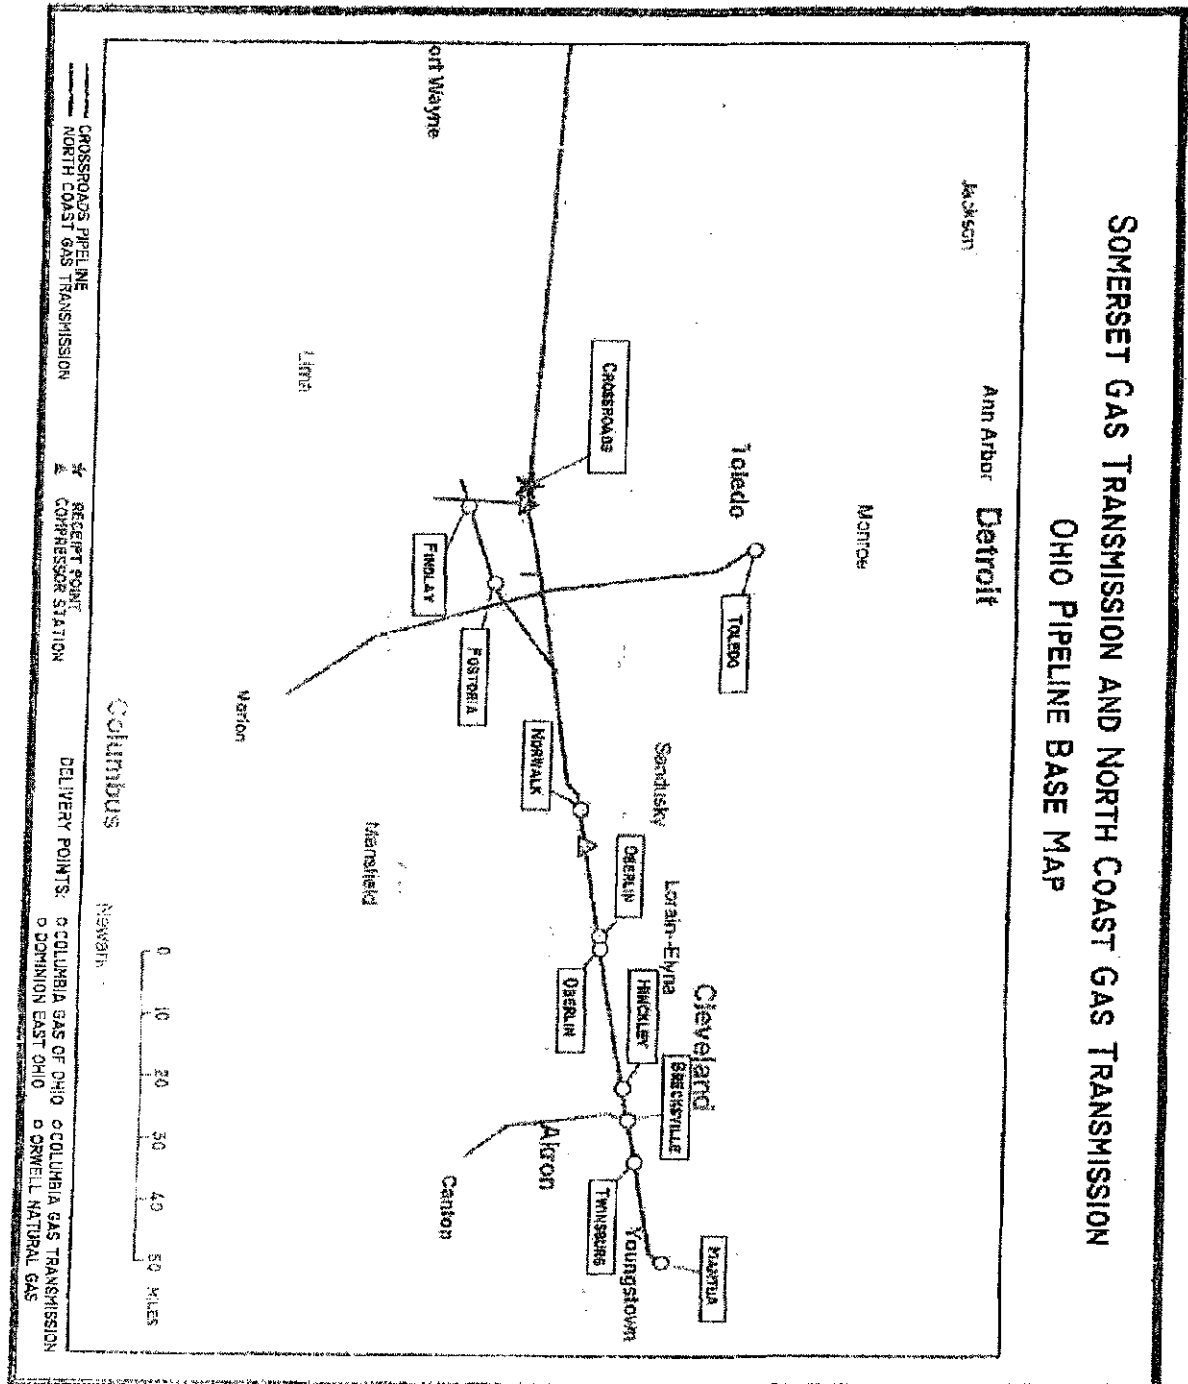 SOMERSET GAS TRANSMISSION AND NORTH COAST GAS TRANSMISSION
OHIO PIPELINE BASE MAP
Jackson
Ann Arbor
Detroit
Monroe
Toledo
TOLEDO
Sandusky
Lorain-Elyria
Cleveland
ort Wayne
CROSSROADS
FINDLAY
FOSTORIA
NORWALK
OBERLIN
OBERLIN
HINCKLEY
BRECKSVILLE
TWINSBURG
MANTUA
Youngstown
Akron
Canton
Lima
Marion
Mansfield
Columbus
Newark
0 10 20 30 40 50 MILES
CROSSROADS PIPELINE
NORTH COAST GAS TRANSMISSION
RECEIPT POINT
COMPRESSOR STATION
DELIVERY POINTS: COLUMBIA GAS OF OHIO COLUMBIA GAS TRANSMISSION
DOMINION EAST OHIO ORWELL NATURAL GAS